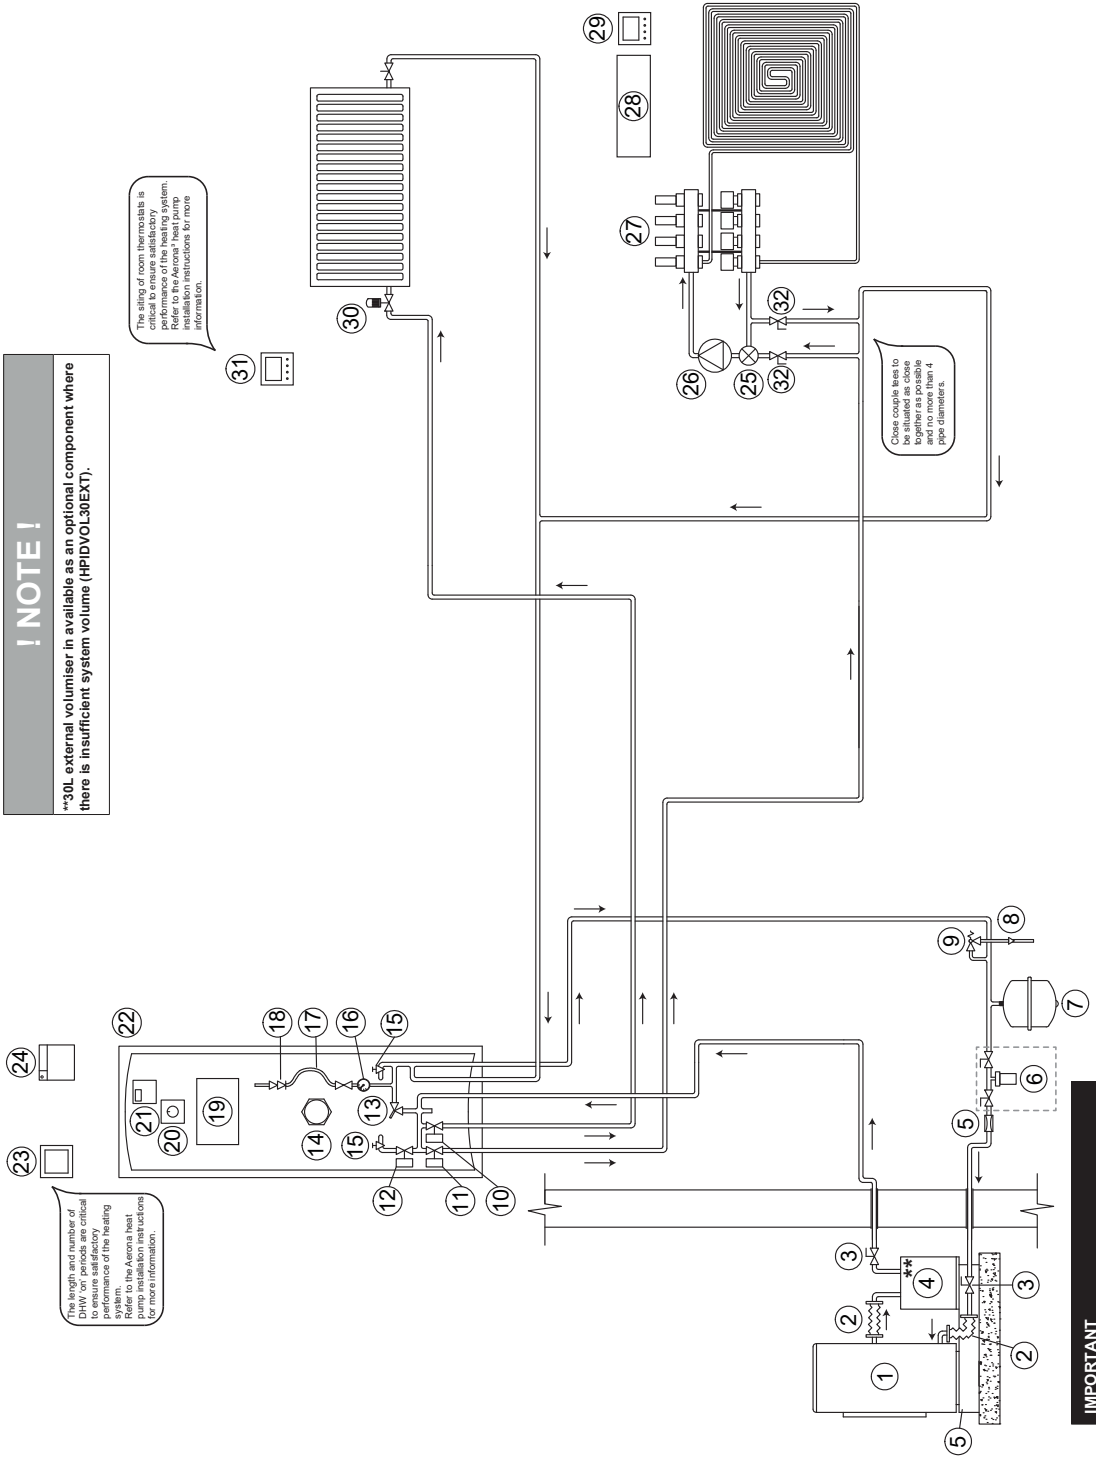 ! NOTE !
**30L external volumiser in available as an optional component where
there is insufficient system volume (HPIDVOL30EXT).
The siting of room thermostats is
critical to ensure satisfactory
performance of the heating system.
Refer to the Aerona³ heat pump
installation instructions for more
information.
The length and number of
DHW 'on' periods are critical
to ensure satisfactory
performance of the heating
system.
Refer to the Aerona heat
pump installation instructions
for more information.
Close couple tees to
be situated as close
together as possible
and no more than 4
pipe diameters.
23
24
22
21
20
19
18
17
16
15
14
13
15
12
11
10
31
30
29
28
27
26
25
32
32
1
2
3
**
4
2
3
5
5
6
7
8
9
IMPORTANT